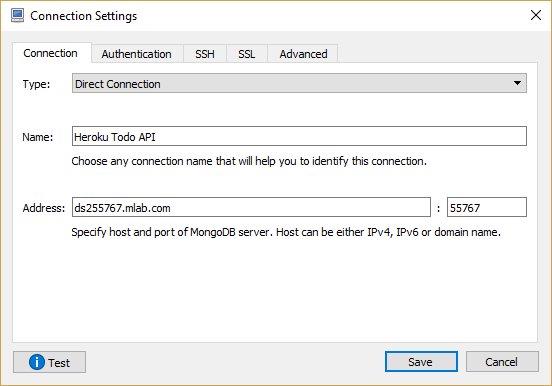 Connection Settings
Connection Authentication SSH SSL Advanced
Type: Direct Connection
Name: Heroku Todo API
Choose any connection name that will help you to identify this connection.
Address: ds255767.mlab.com : 55767
Specify host and port of MongoDB server. Host can be either IPv4, IPv6 or domain name.
Test Save Cancel